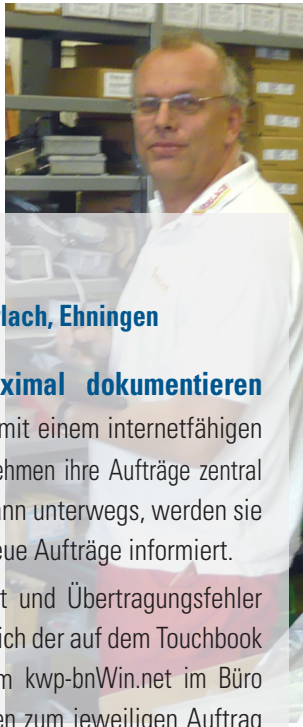 lach, Ehningen
ximal dokumentieren
mit einem internetfähigen
ehmen ihre Aufträge zentral
ann unterwegs, werden sie
eue Aufträge informiert.
t und Übertragungsfehler
ich der auf dem Touchbook
m kwp-bnWin.net im Büro
en zum jeweiligen Auftrag